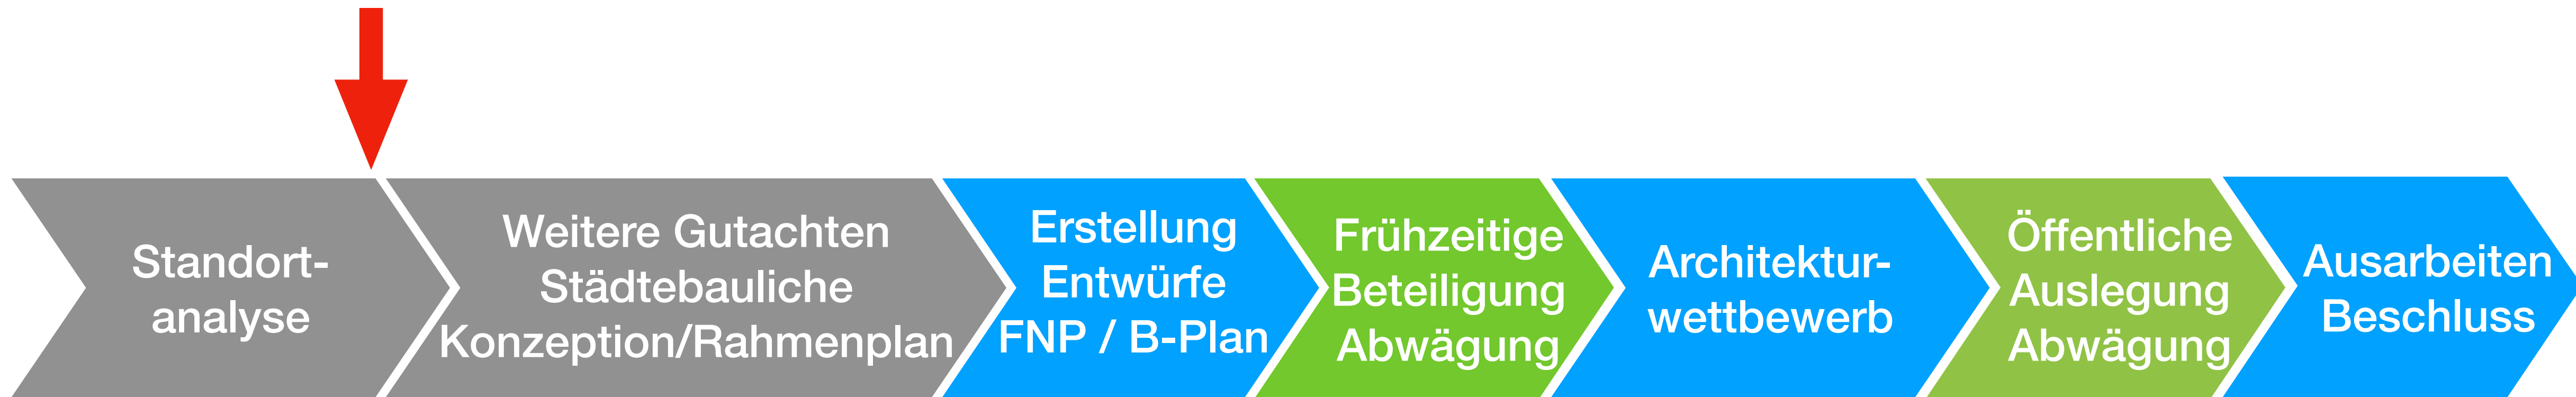 Standort-
analyse
Weitere Gutachten
Städtebauliche
Konzeption/Rahmenplan
Erstellung
Entwürfe
FNP / B-Plan
Frühzeitige
Beteiligung
Abwägung
Architektur-
wettbewerb
Öffentliche
Auslegung
Abwägung
Ausarbeiten
Beschluss